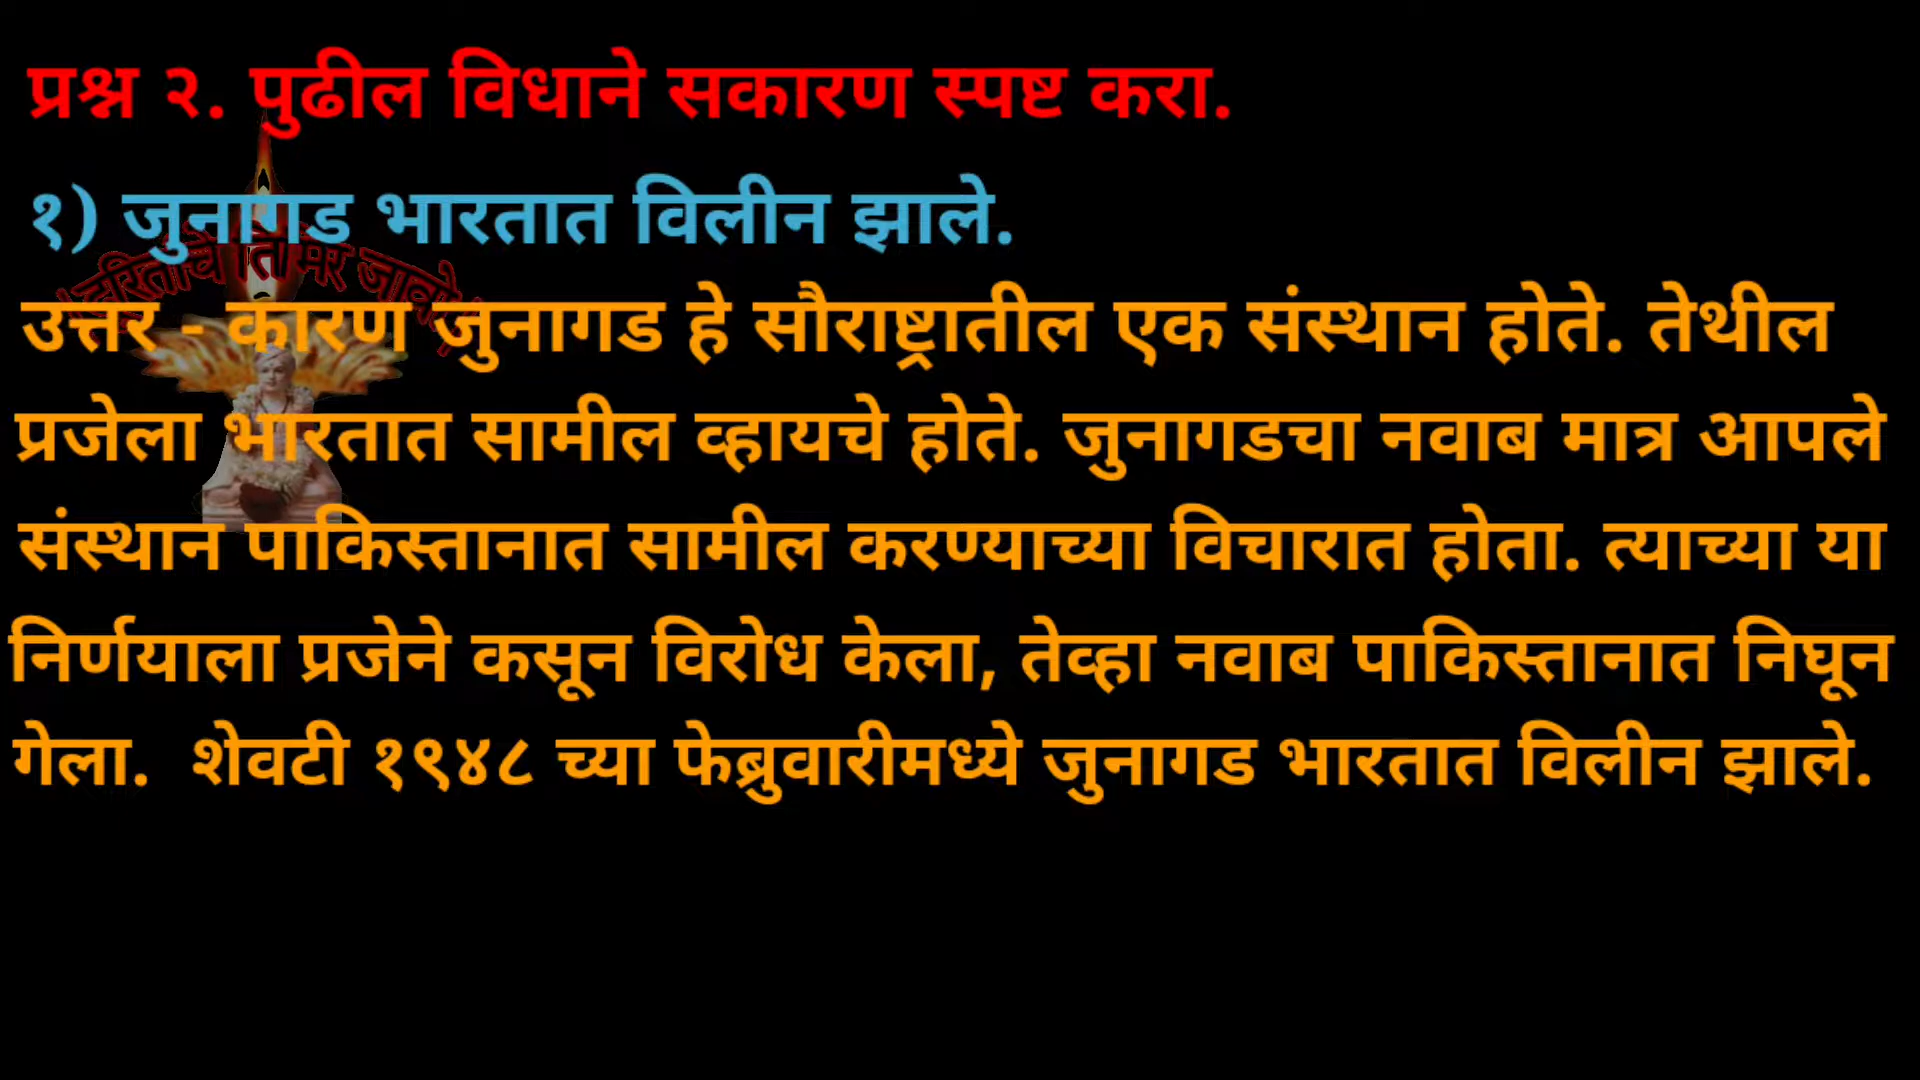 प्रश्न २. पुढील विधाने सकारण स्पष्ट करा.
१) जुनागड भारतात विलीन झाले.
दुरिताचे तिमिर जावो
उत्तर - कारण जुनागड हे सौराष्ट्रातील एक संस्थान होते. तेथील
प्रजेला भारतात सामील व्हायचे होते. जुनागडचा नवाब मात्र आपले
संस्थान पाकिस्तानात सामील करण्याच्या विचारात होता. त्याच्या या
निर्णयाला प्रजेने कसून विरोध केला, तेव्हा नवाब पाकिस्तानात निघून
गेला. शेवटी १९४८ च्या फेब्रुवारीमध्ये जुनागड भारतात विलीन झाले.